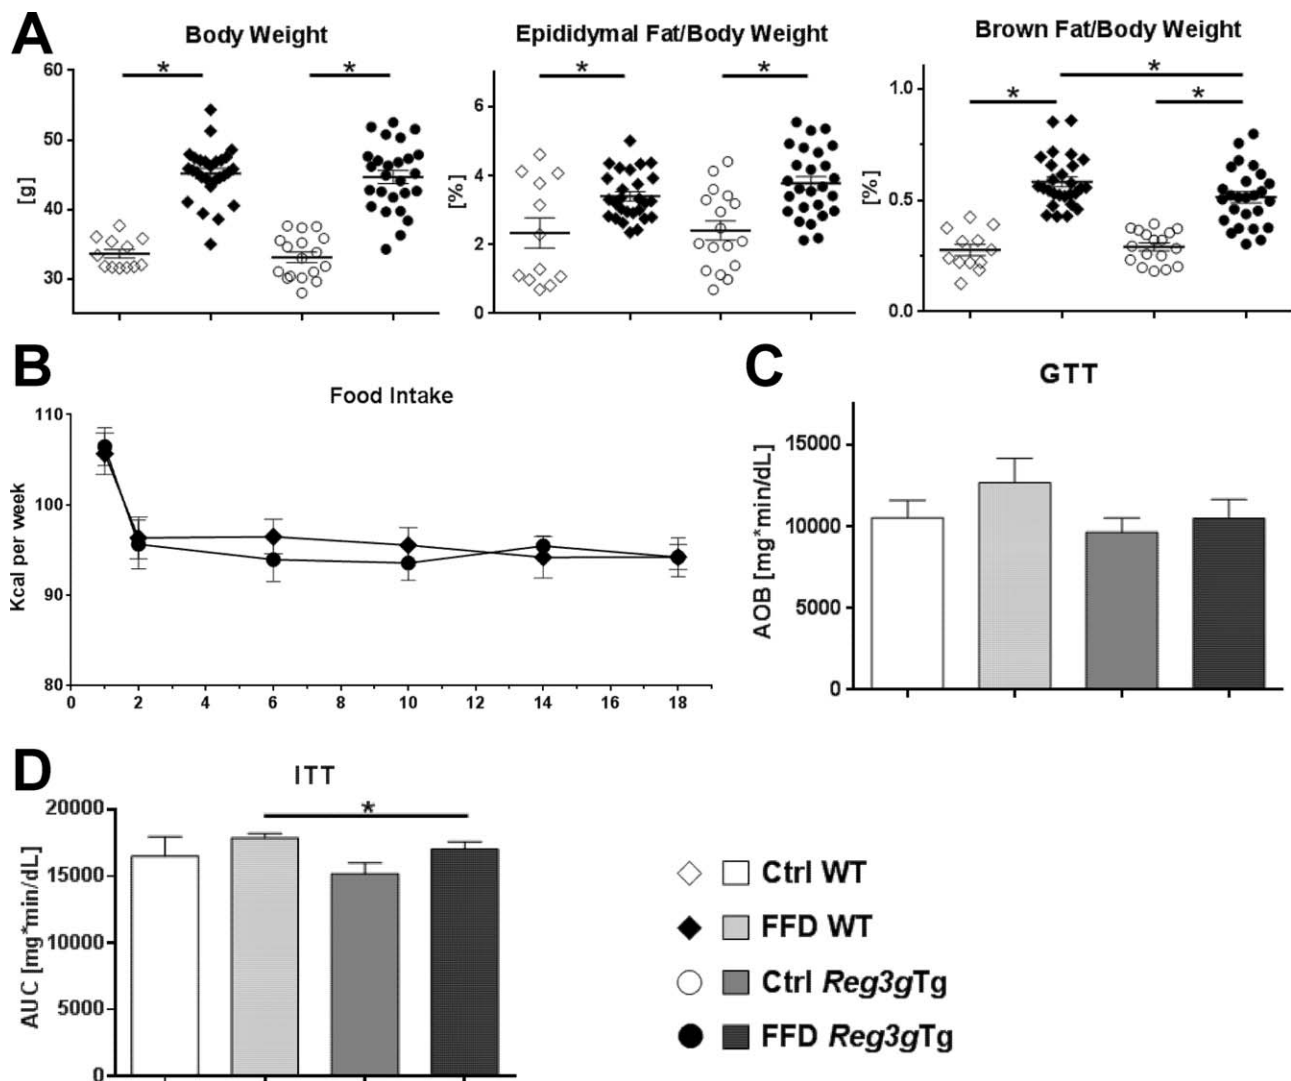 A
Body Weight
Epididymal Fat/Body Weight
Brown Fat/Body Weight
60
50
40
30
[g]
*
*
6
4
2
0
[%]
*
*
1.0
0.5
0.0
[%]
*
*
*
B
Food Intake
110
100
90
80
Kcal per week
0 2 4 6 8 10 12 14 16 18
C
GTT
15000
10000
5000
0
AOB [mg*min/dL]
D
ITT
20000
15000
10000
5000
0
AUC [mg*min/dL]
*
Ctrl WT
FFD WT
Ctrl Reg3gTg
FFD Reg3gTg